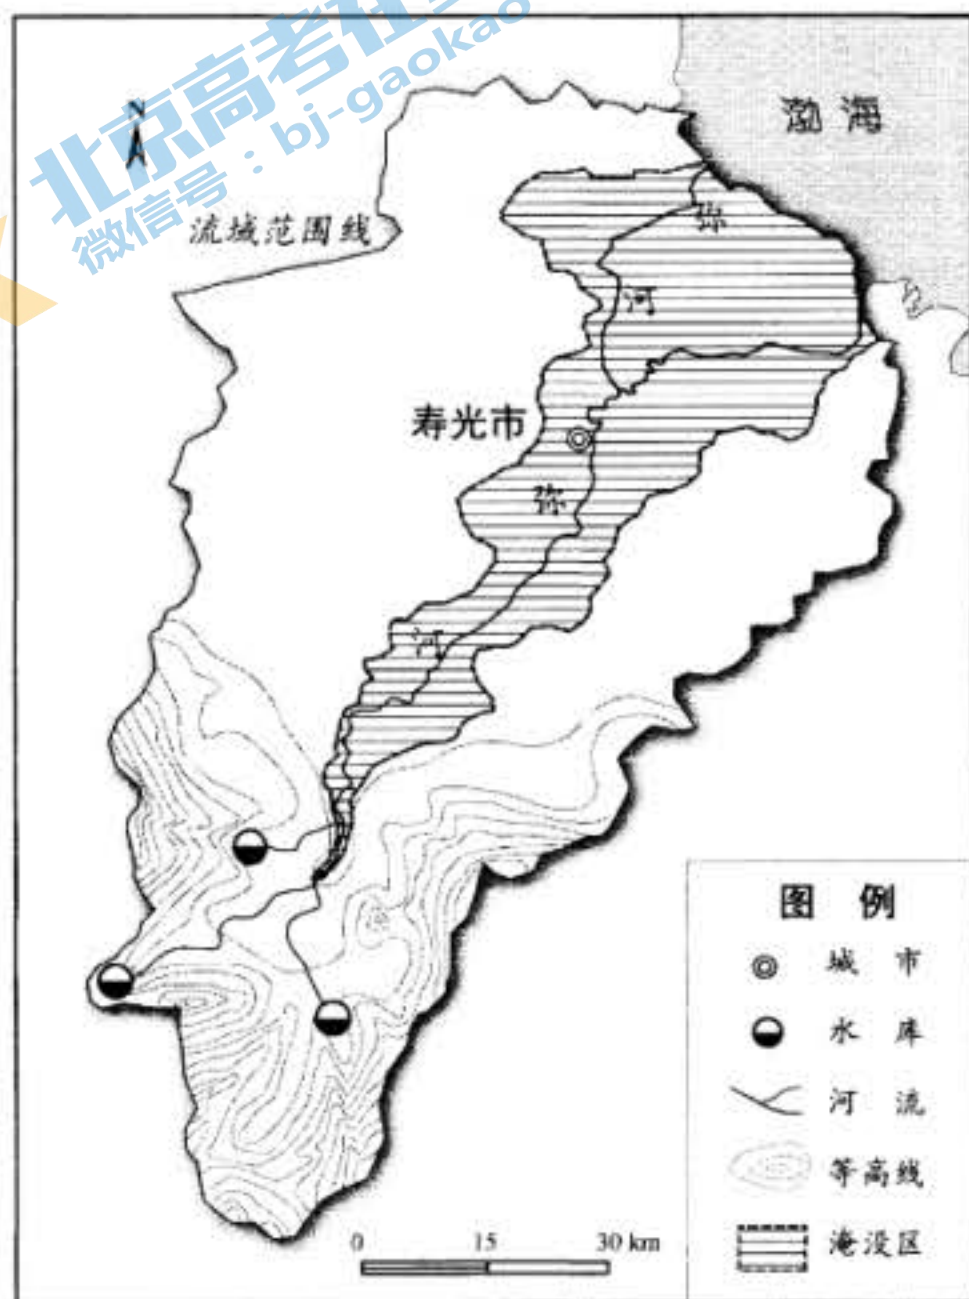 北京高考社
微信号：bj-gaokao
N
渤海
流域范围线
弥
河
寿光市
弥
河
图 例
城 市
水 库
河 流
等高线
淹没区
0 15 30 km